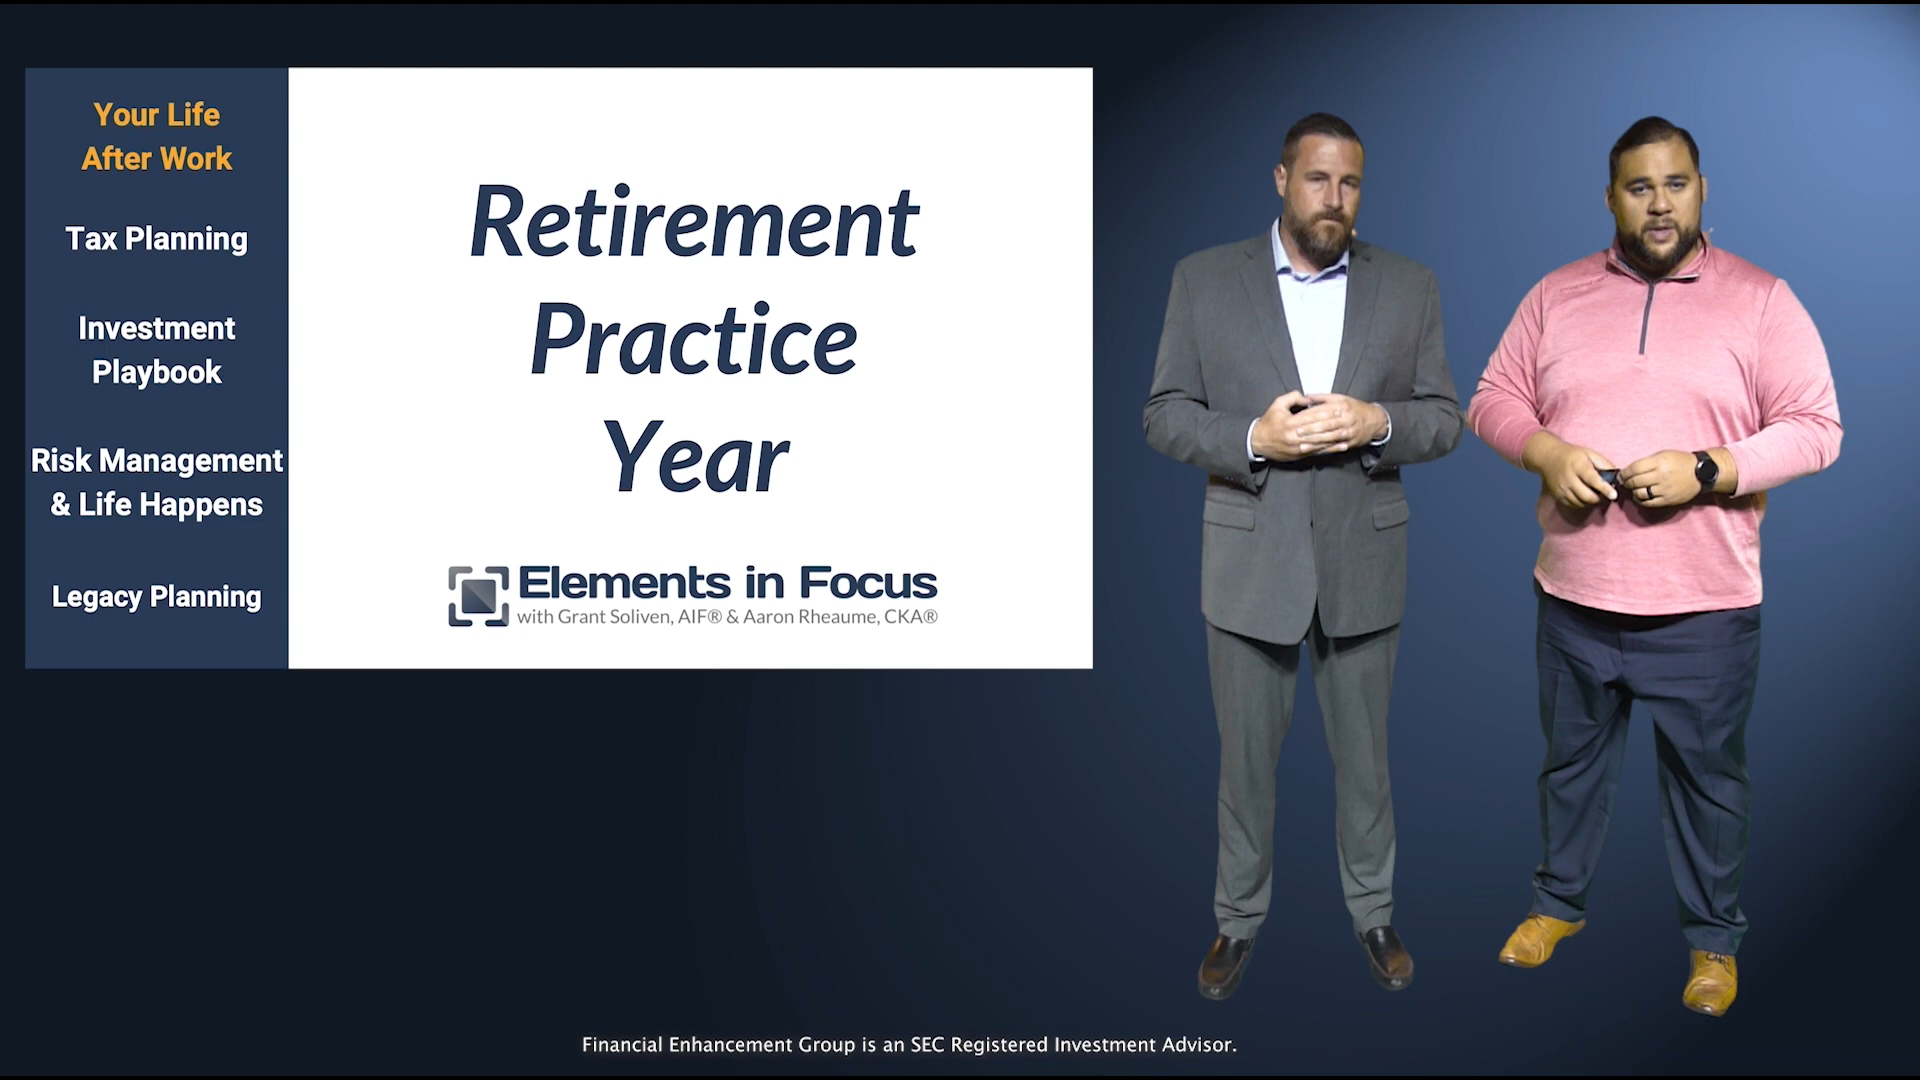 Your Life
After Work
Tax Planning
Investment
Playbook
Risk Management
& Life Happens
Legacy Planning
Retirement
Practice
Year
Elements in Focus
with Grant Soliven, AIF® & Aaron Rheaume, CKA®
Financial Enhancement Group is an SEC Registered Investment Advisor.